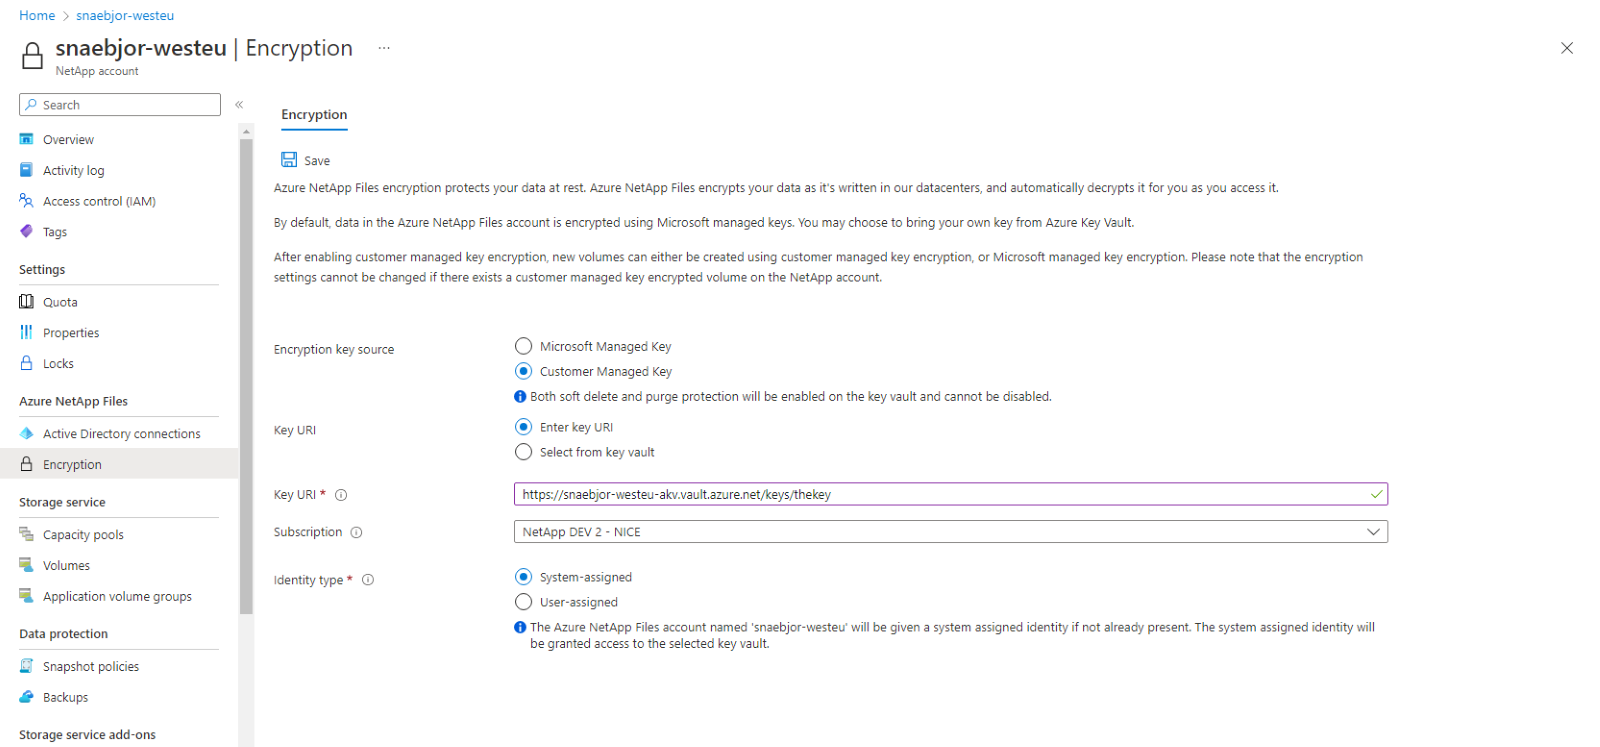 Home > snaebjor-westeu
snaebjor-westeu | Encryption ...
NetApp account
Search «
Overview
Activity log
Access control (IAM)
Tags
Settings
Quota
Properties
Locks
Azure NetApp Files
Active Directory connections
Encryption
Storage service
Capacity pools
Volumes
Application volume groups
Data protection
Snapshot policies
Backups
Storage service add-ons
Encryption
Save
Azure NetApp Files encryption protects your data at rest. Azure NetApp Files encrypts your data as it's written in our datacenters, and automatically decrypts it for you as you access it.
By default, data in the Azure NetApp Files account is encrypted using Microsoft managed keys. You may choose to bring your own key from Azure Key Vault.
After enabling customer managed key encryption, new volumes can either be created using customer managed key encryption, or Microsoft managed key encryption. Please note that the encryption
settings cannot be changed if there exists a customer managed key encrypted volume on the NetApp account.
Encryption key source
Microsoft Managed Key
Customer Managed Key
Both soft delete and purge protection will be enabled on the key vault and cannot be disabled.
Key URI
Enter key URI
Select from key vault
Key URI *
https://snaebjor-westeu-akv.vault.azure.net/keys/thekey
Subscription
NetApp DEV 2 - NICE
Identity type *
System-assigned
User-assigned
The Azure NetApp Files account named 'snaebjor-westeu' will be given a system assigned identity if not already present. The system assigned identity will
be granted access to the selected key vault.